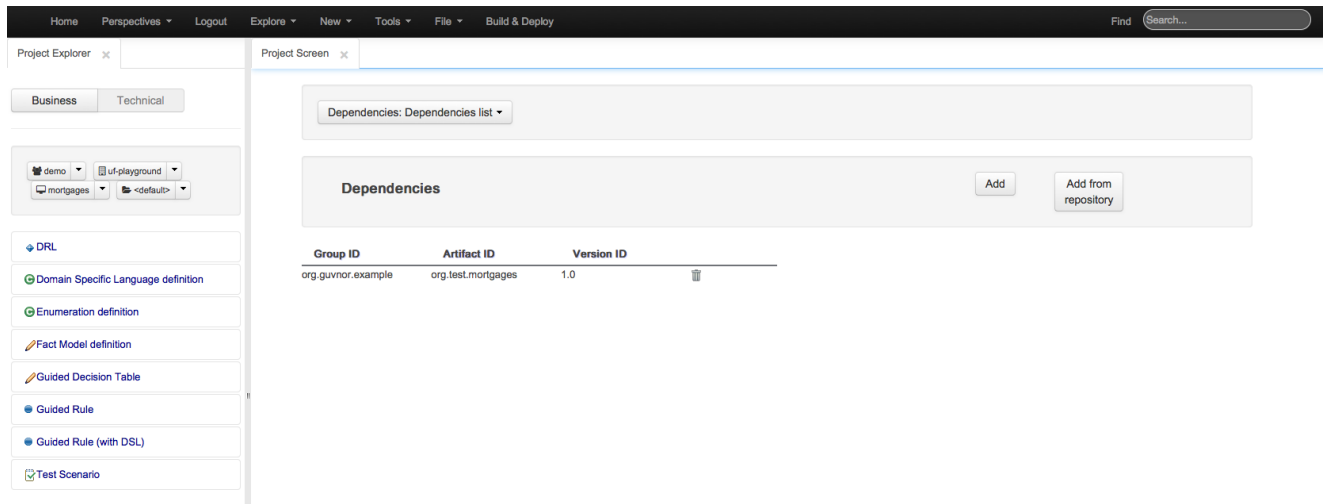 Home Perspectives Logout Explore New Tools File Build & Deploy Find Search...
Project Explorer Project Screen
Business Technical
Dependencies: Dependencies list
demo uf-playground
mortgages <default>
Dependencies Add Add from
repository
DRL
Domain Specific Language definition
Enumeration definition
Fact Model definition
Guided Decision Table
Guided Rule
Guided Rule (with DSL)
Test Scenario
Group ID Artifact ID Version ID
org.guvnor.example org.test.mortgages 1.0